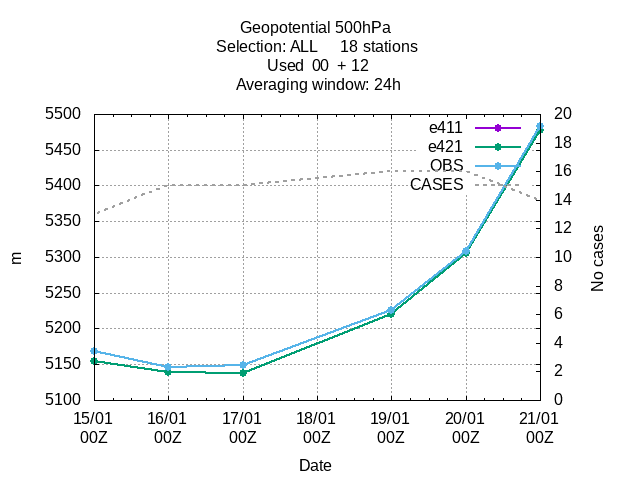 Geopotential 500hPa
Selection: ALL 18 stations
Used 00 + 12
Averaging window: 24h
5500
5450
5400
5350
5300
5250
5200
5150
5100
m
20
18
16
14
12
10
8
6
4
2
0
No cases
e411
e421
OBS
CASES
15/01 16/01 17/01 18/01 19/01 20/01 21/01
00Z 00Z 00Z 00Z 00Z 00Z 00Z
Date